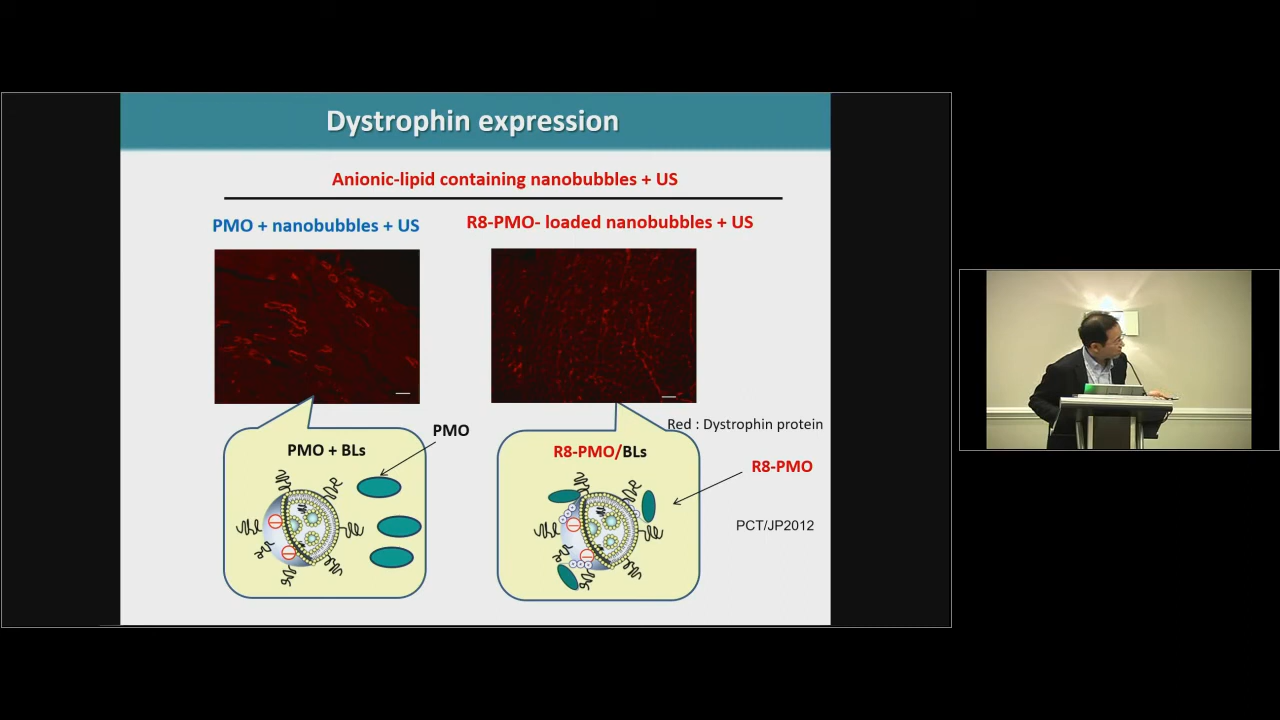 Dystrophin expression
Anionic-lipid containing nanobubbles + US
PMO + nanobubbles + US
R8-PMO- loaded nanobubbles + US
Red : Dystrophin protein
PMO
PMO + BLs
R8-PMO/BLs
R8-PMO
PCT/JP2012